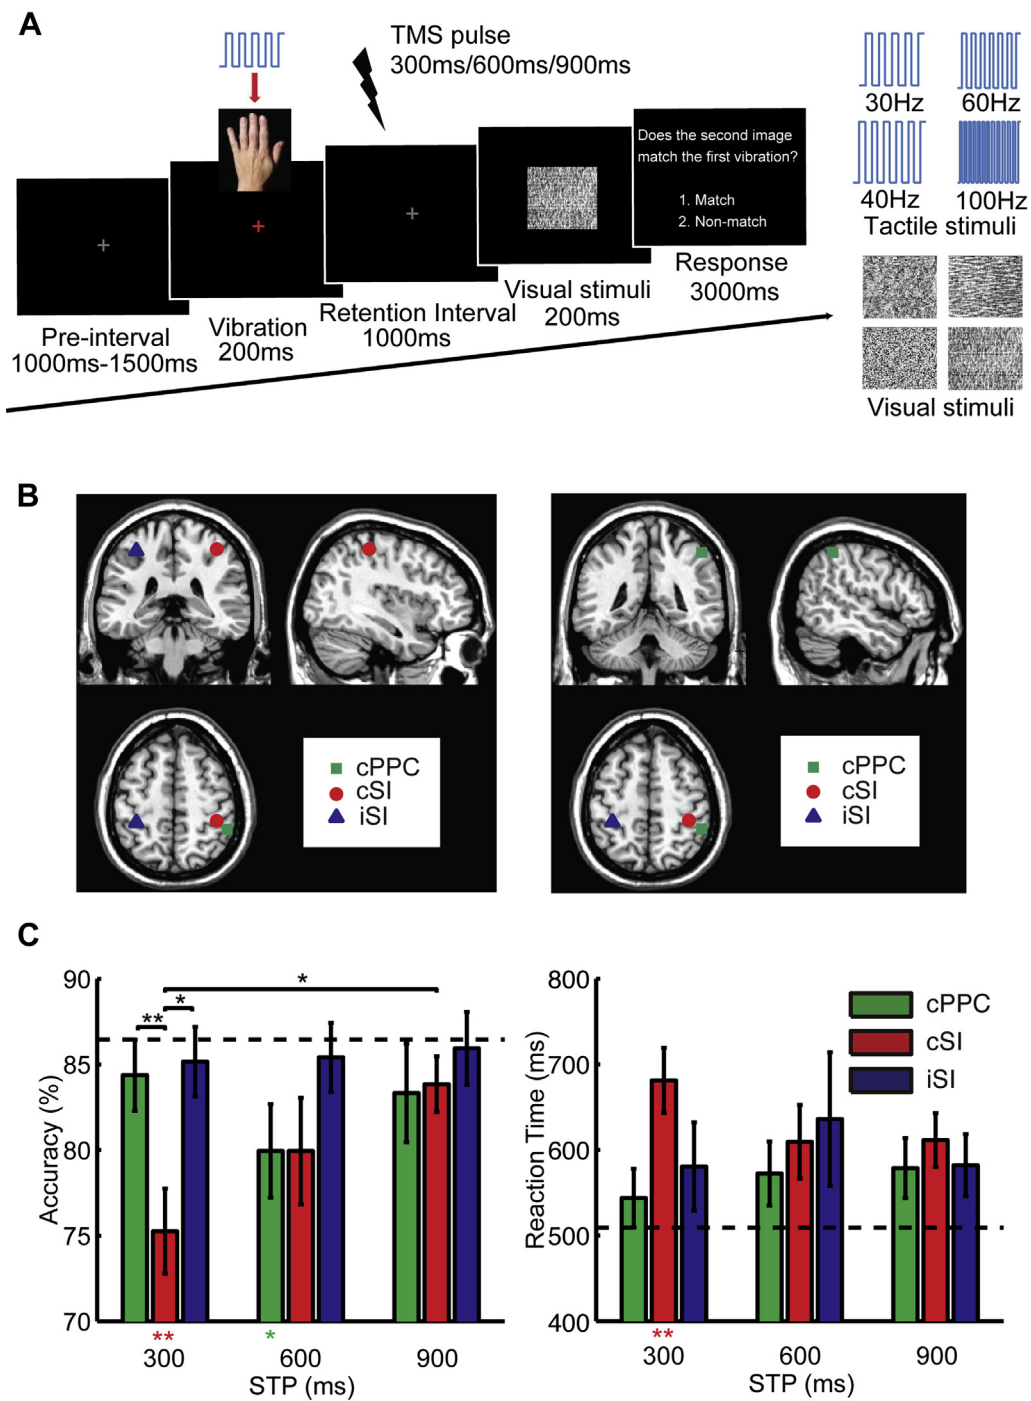 A
TMS pulse
300ms/600ms/900ms
Does the second image
match the first vibration?
1. Match
2. Non-match
Pre-interval
1000ms-1500ms
Vibration
200ms
Retention Interval
1000ms
Visual stimuli
200ms
Response
3000ms
30Hz
60Hz
40Hz
100Hz
Tactile stimuli
Visual stimuli
B
cPPC
cSI
iSI
cPPC
cSI
iSI
C
Accuracy (%)
90
85
80
75
70
**
*
*
**
*
300
600
900
STP (ms)
Reaction Time (ms)
800
700
600
500
400
cPPC
cSI
iSI
**
300
600
900
STP (ms)